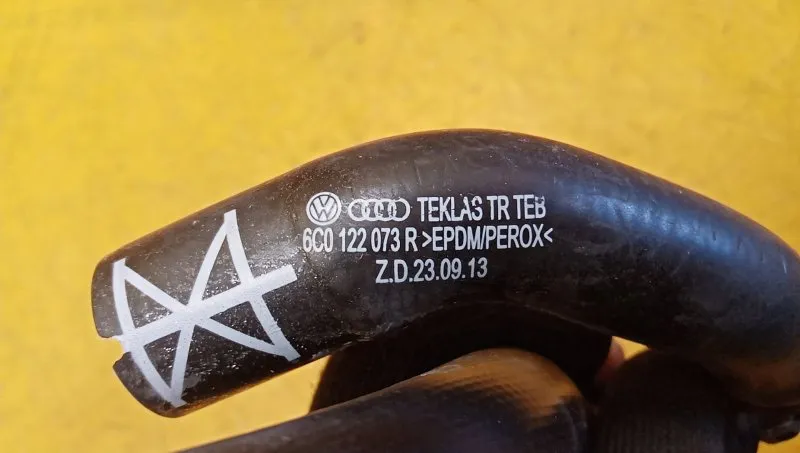 TEKLAS TR TEB
6C0 122 073 R >EPDM/PEROX<
Z.D.23.09.13